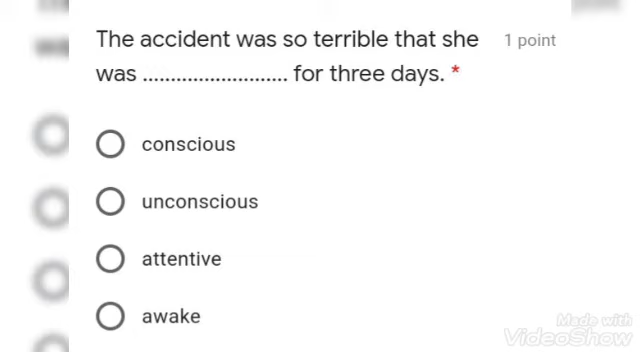 The accident was so terrible that she 1 point
was .......................... for three days. *
conscious
unconscious
attentive
awake
Made with
VideoShow